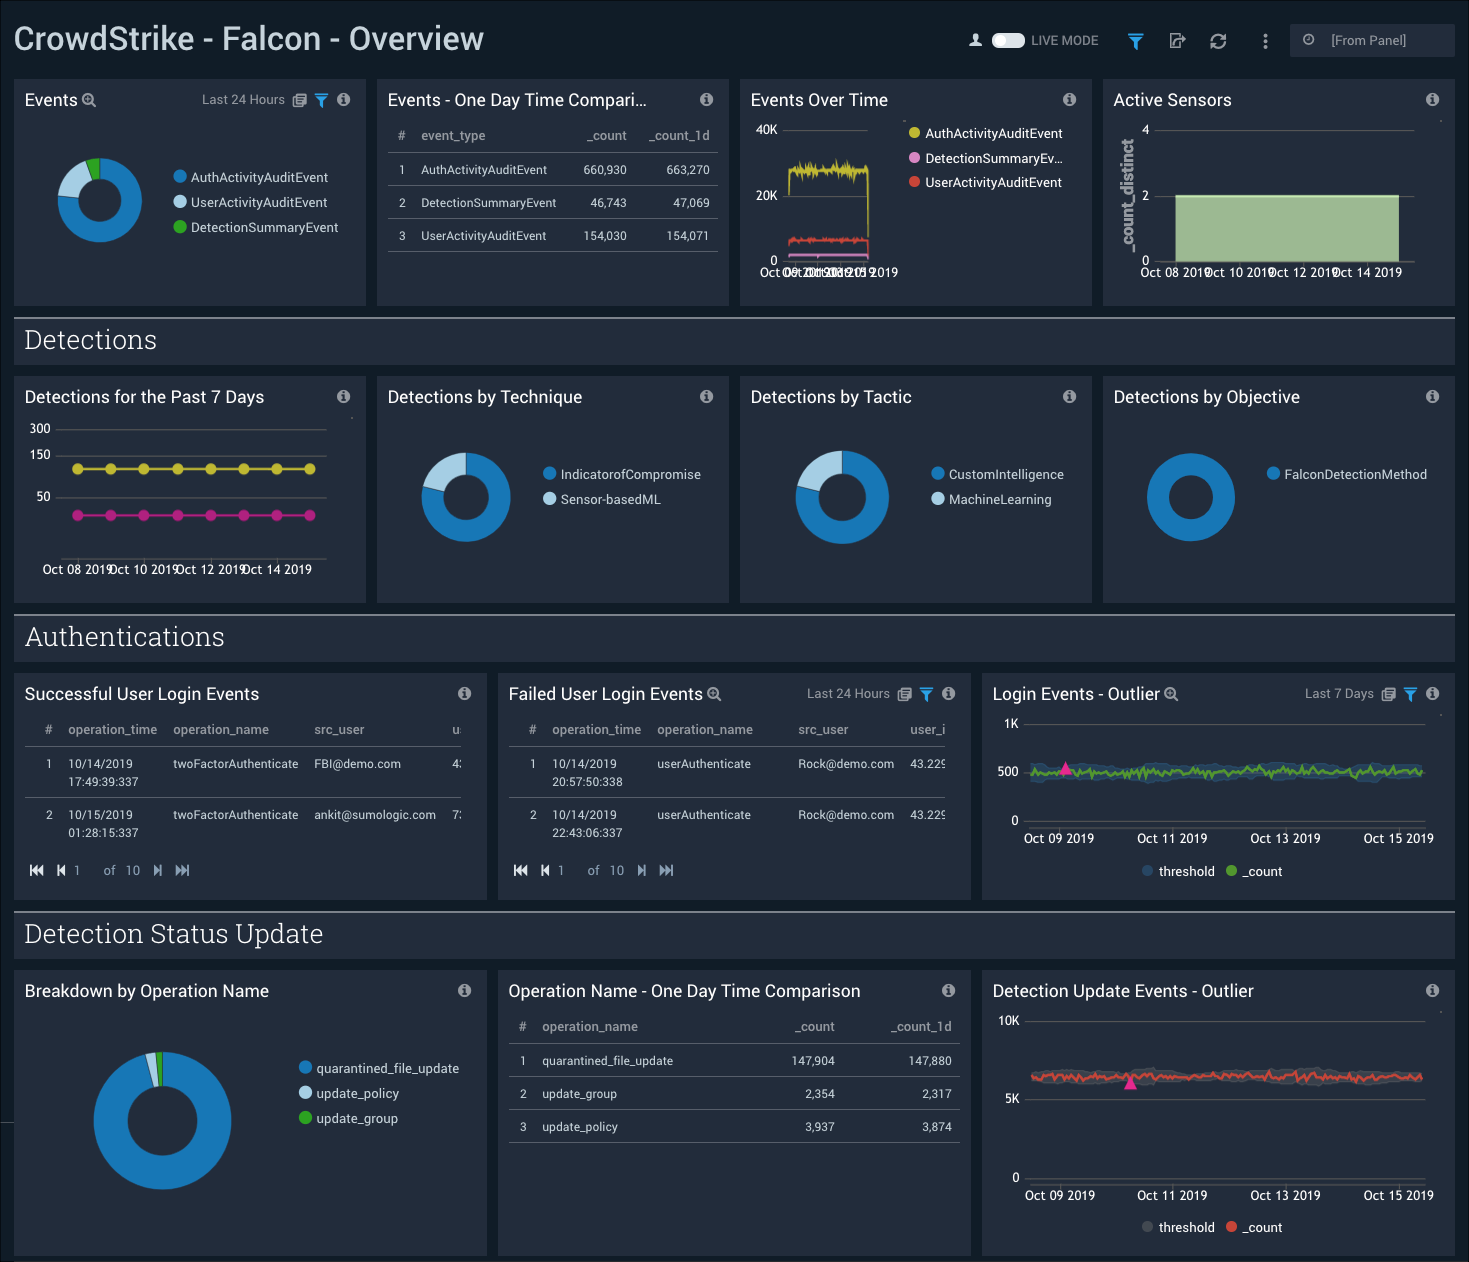 CrowdStrike - Falcon - Overview
LIVE MODE
[From Panel]
Events
Last 24 Hours
AuthActivityAuditEvent
UserActivityAuditEvent
DetectionSummaryEvent
Events - One Day Time Compari...
# event_type _count _count_1d
1 AuthActivityAuditEvent 660,930 663,270
2 DetectionSummaryEvent 46,743 47,069
3 UserActivityAuditEvent 154,030 154,071
Events Over Time
40K
20K
0
Oct 2019
AuthActivityAuditEvent
DetectionSummaryEv...
UserActivityAuditEvent
Active Sensors
_count_distinct
4
2
0
Oct 08 2019 Oct 10 2019 Oct 12 2019 Oct 14 2019
Detections
Detections for the Past 7 Days
300
150
50
Oct 08 2019 Oct 10 2019 Oct 12 2019 Oct 14 2019
Detections by Technique
IndicatorofCompromise
Sensor-basedML
Detections by Tactic
CustomIntelligence
MachineLearning
Detections by Objective
FalconDetectionMethod
Authentications
Successful User Login Events
# operation_time operation_name src_user u
1 10/14/2019 twoFactorAuthenticate FBI@demo.com 43
17:49:39:337
2 10/15/2019 twoFactorAuthenticate ankit@sumologic.com 73
01:28:15:337
1 of 10
Failed User Login Events
Last 24 Hours
# operation_time operation_name src_user user_i
1 10/14/2019 userAuthenticate Rock@demo.com 43.229
20:57:50:338
2 10/14/2019 userAuthenticate Rock@demo.com 43.229
22:43:06:337
1 of 10
Login Events - Outlier
Last 7 Days
1K
500
0
Oct 09 2019 Oct 11 2019 Oct 13 2019 Oct 15 2019
threshold _count
Detection Status Update
Breakdown by Operation Name
quarantined_file_update
update_policy
update_group
Operation Name - One Day Time Comparison
# operation_name _count _count_1d
1 quarantined_file_update 147,904 147,880
2 update_group 2,354 2,317
3 update_policy 3,937 3,874
Detection Update Events - Outlier
10K
5K
0
Oct 09 2019 Oct 11 2019 Oct 13 2019 Oct 15 2019
threshold _count